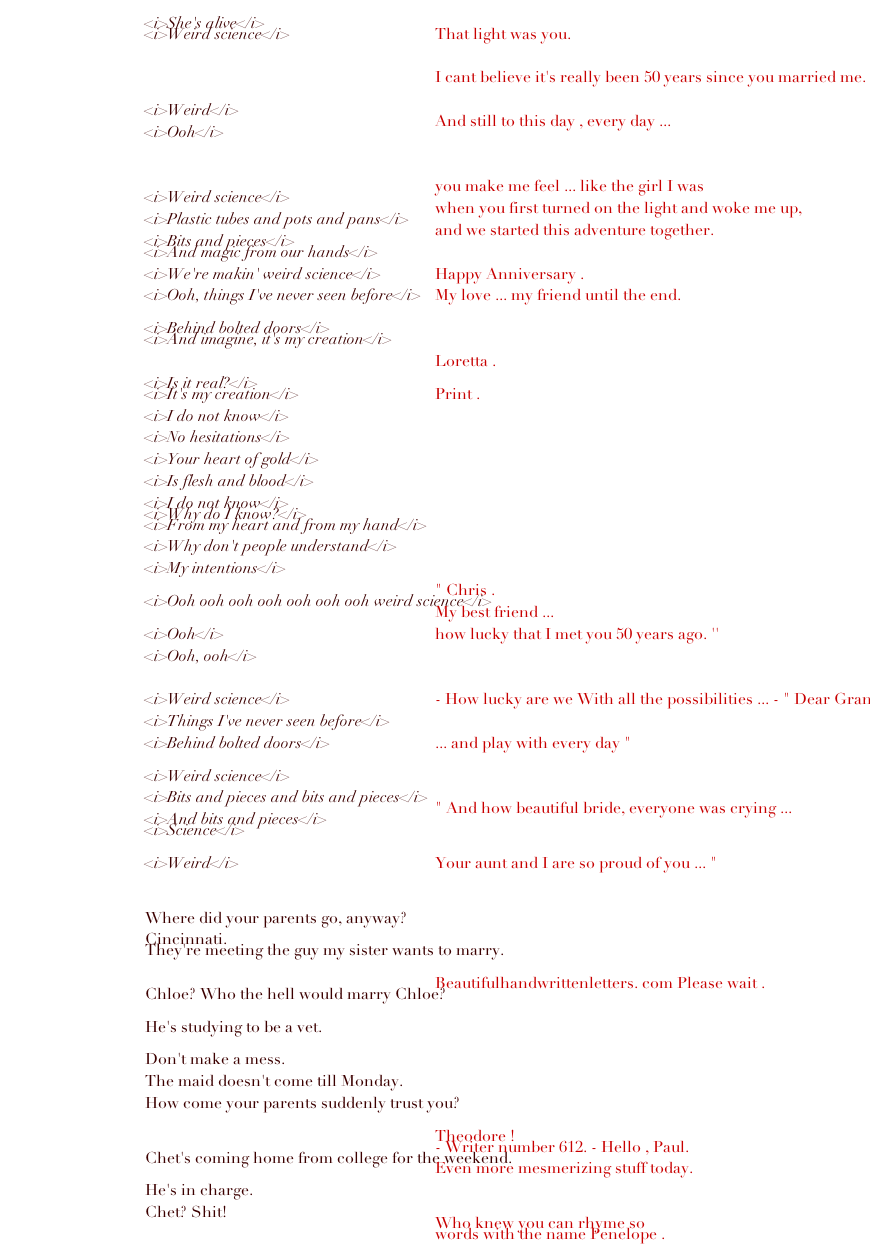 <i>She's alive</i>
<i>Weird science</i>
<i>Weird</i>
<i>Ooh</i>
<i>Weird science</i>
<i>Plastic tubes and pots and pans</i>
<i>Bits and pieces</i>
<i>And magic from our hands</i>
<i>We're makin' weird science</i>
<i>Ooh, things I've never seen before</i>
<i>Behind bolted doors</i>
<i>And imagine, it's my creation</i>
<i>Is it real?</i>
<i>It's my creation</i>
<i>I do not know</i>
<i>No hesitations</i>
<i>Your heart of gold</i>
<i>Is flesh and blood</i>
<i>I do not know</i>
<i>Why do I know?</i>
<i>From my heart and from my hand</i>
<i>Why don't people understand</i>
<i>My intentions</i>
<i>Ooh ooh ooh ooh ooh ooh ooh weird science</i>
<i>Ooh</i>
<i>Ooh, ooh</i>
<i>Weird science</i>
<i>Things I've never seen before</i>
<i>Behind bolted doors</i>
<i>Weird science</i>
<i>Bits and pieces and bits and pieces</i>
<i>And bits and pieces</i>
<i>Science</i>
<i>Weird</i>
Where did your parents go, anyway?
Cincinnati.
They're meeting the guy my sister wants to marry.
Chloe? Who the hell would marry Chloe?
He's studying to be a vet.
Don't make a mess.
The maid doesn't come till Monday.
How come your parents suddenly trust you?
Chet's coming home from college for the weekend.
He's in charge.
Chet? Shit!
That light was you.
I cant believe it's really been 50 years since you married me.
And still to this day , every day ...
you make me feel ... like the girl I was
when you first turned on the light and woke me up,
and we started this adventure together.
Happy Anniversary .
My love ... my friend until the end.
Loretta .
Print .
" Chris .
My best friend ...
how lucky that I met you 50 years ago. ''
- How lucky are we With all the possibilities ... - " Dear Gran
... and play with every day "
" And how beautiful bride, everyone was crying ...
Your aunt and I are so proud of you ... "
Beautifulhandwrittenletters. com Please wait .
Theodore !
- Writer number 612. - Hello , Paul.
Even more mesmerizing stuff today.
Who knew you can rhyme so
words with the name Penelope .